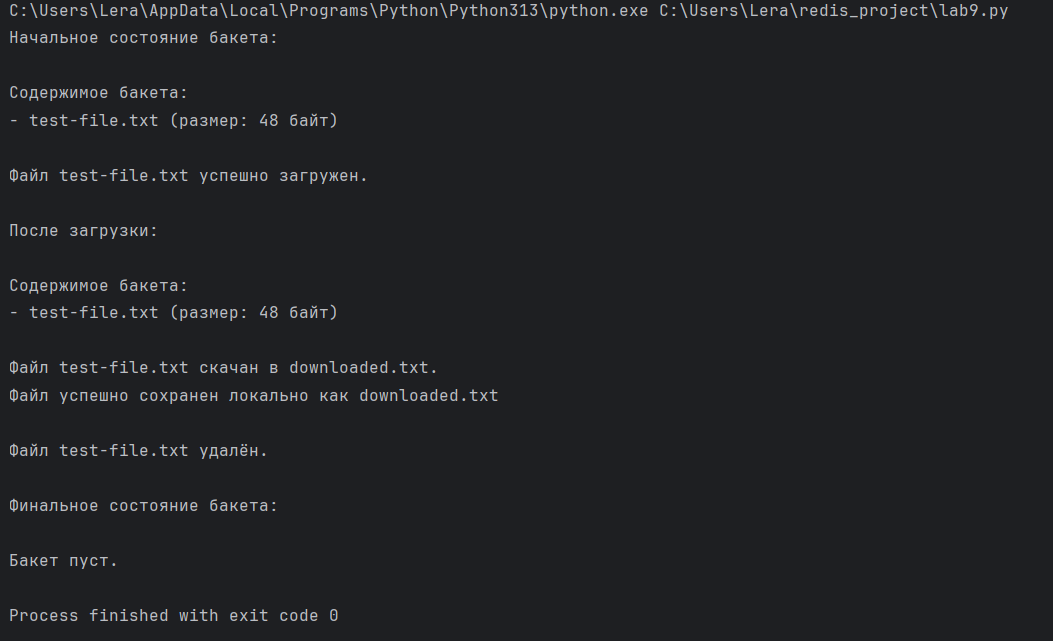 C:\Users\Lera\AppData\Local\Programs\Python\Python313\python.exe C:\Users\Lera\redis_project\lab9.py
Начальное состояние бакета:
Содержимое бакета:
- test-file.txt (размер: 48 байт)
Файл test-file.txt успешно загружен.
После загрузки:
Содержимое бакета:
- test-file.txt (размер: 48 байт)
Файл test-file.txt скачан в downloaded.txt.
Файл успешно сохранен локально как downloaded.txt
Файл test-file.txt удалён.
Финальное состояние бакета:
Бакет пуст.
Process finished with exit code 0